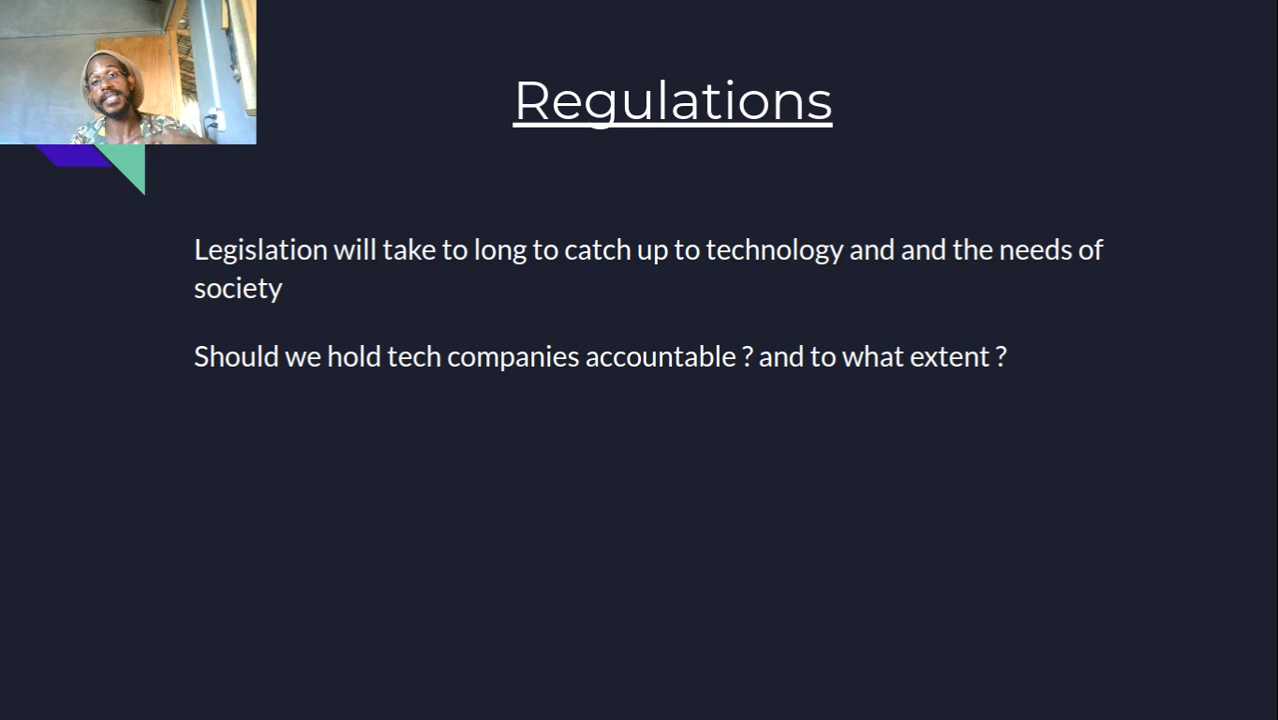 Regulations
Legislation will take to long to catch up to technology and and the needs of
society
Should we hold tech companies accountable ? and to what extent ?